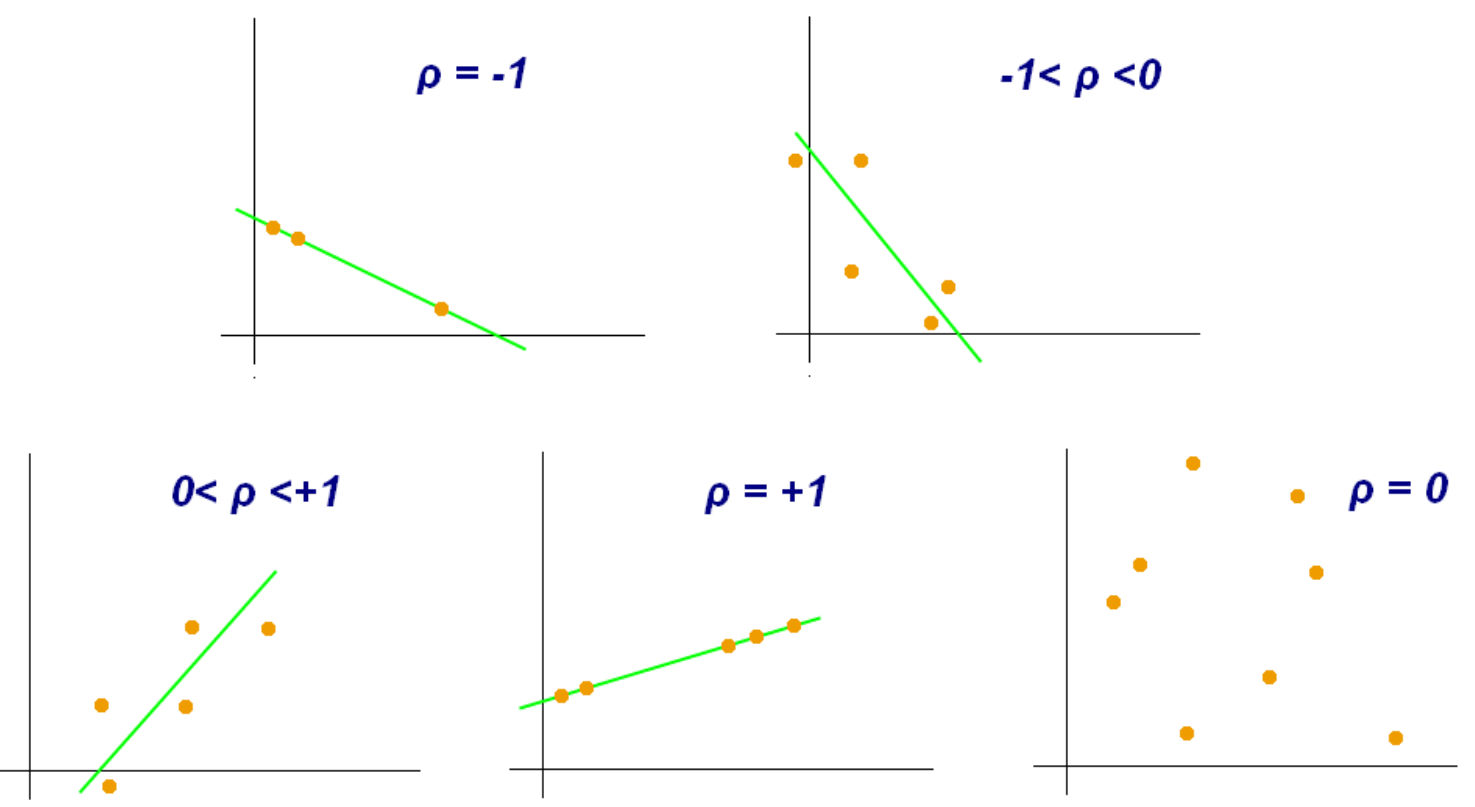 ρ = -1
-1< ρ <0
0< ρ <+1
ρ = +1
ρ = 0